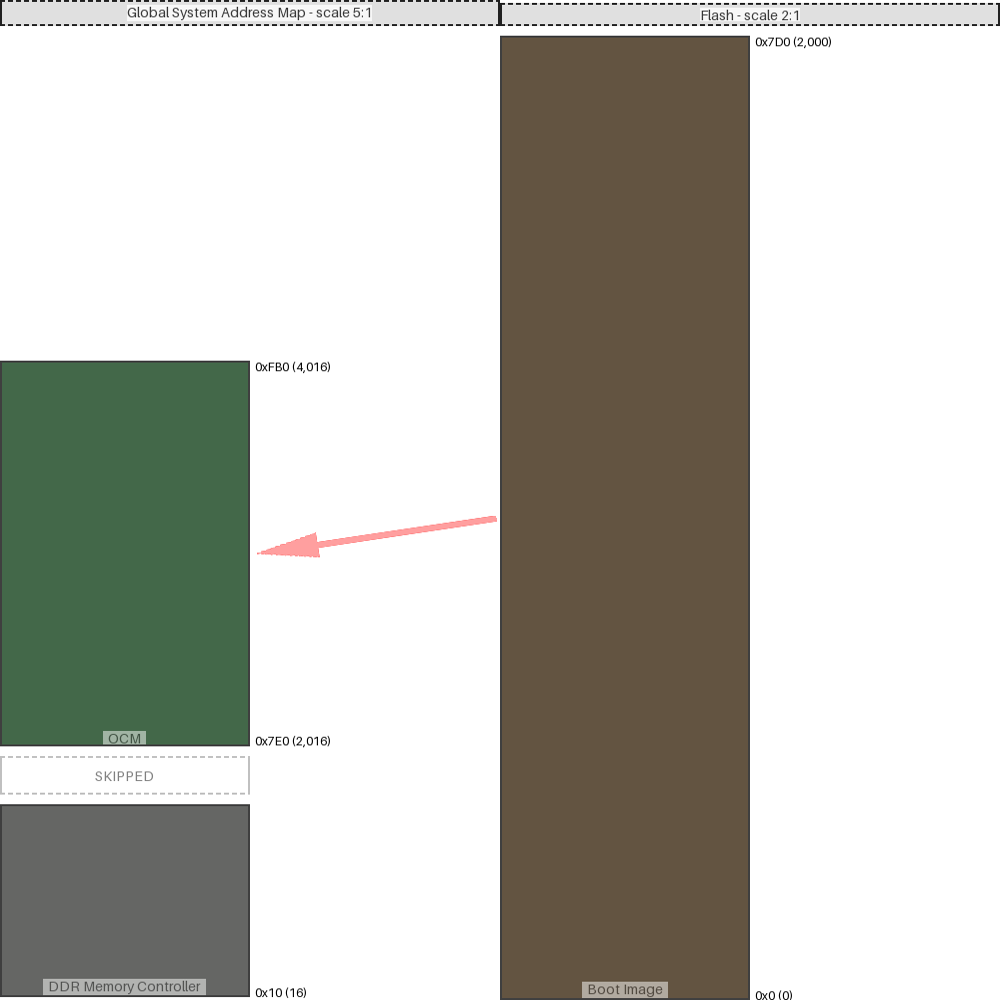 Global System Address Map - scale 5:1
Flash - scale 2:1
0x7D0 (2,000)
0xFB0 (4,016)
OCM
0x7E0 (2,016)
SKIPPED
DDR Memory Controller
0x10 (16)
Boot Image
0x0 (0)